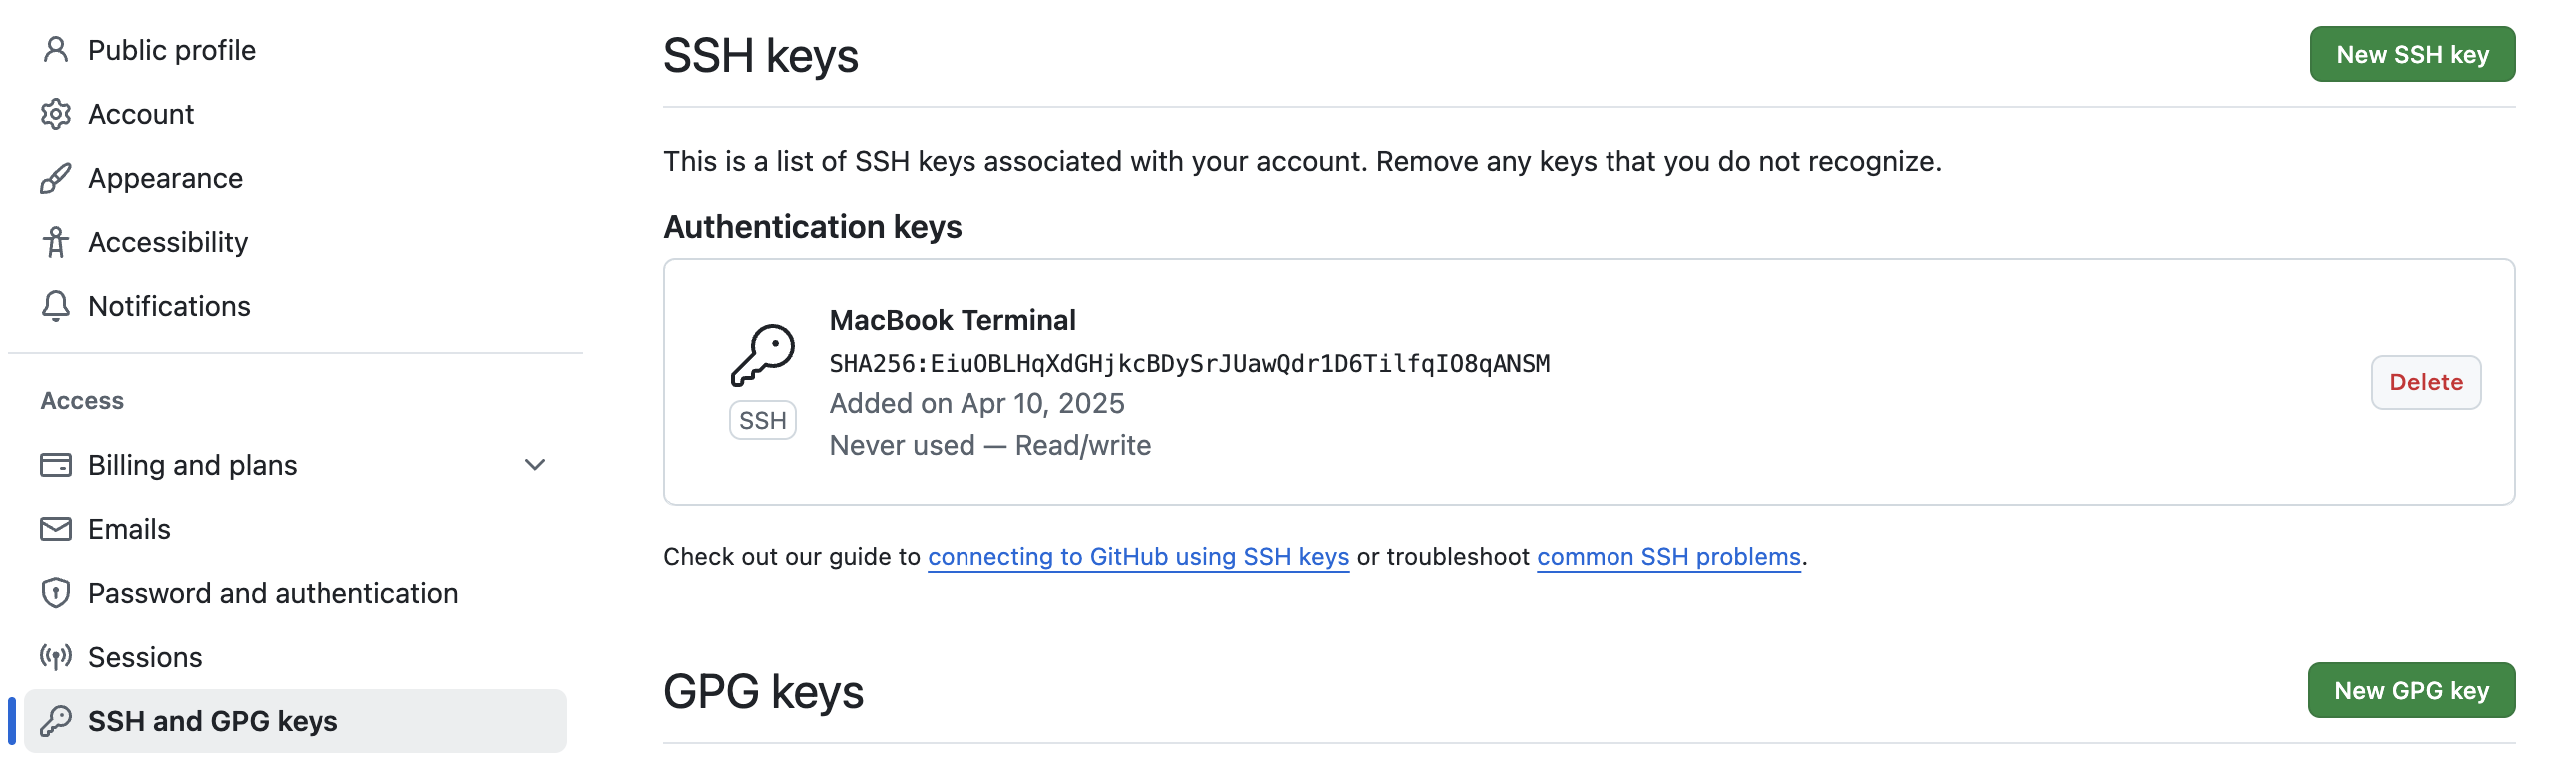 Public profile
Account
Appearance
Accessibility
Notifications
Access
Billing and plans
Emails
Password and authentication
Sessions
SSH and GPG keys
SSH keys
New SSH key
This is a list of SSH keys associated with your account. Remove any keys that you do not recognize.
Authentication keys
MacBook Terminal
SHA256:EiuOBLHqXdGHjkcBDySrJUawQdr1D6TilfqIO8qANSM
Added on Apr 10, 2025
Never used — Read/write
SSH
Delete
Check out our guide to connecting to GitHub using SSH keys or troubleshoot common SSH problems.
GPG keys
New GPG key